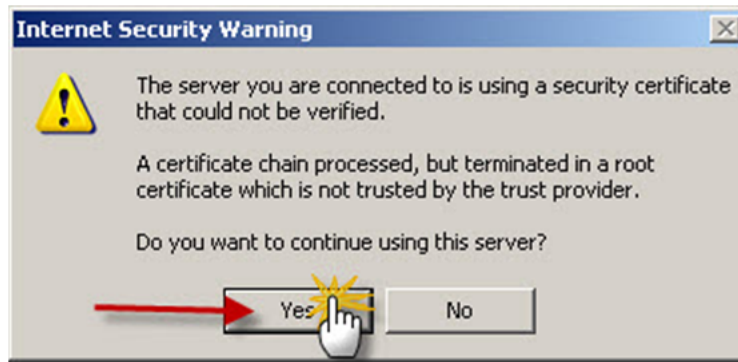 Internet Security Warning
The server you are connected to is using a security certificate
that could not be verified.
A certificate chain processed, but terminated in a root
certificate which is not trusted by the trust provider.
Do you want to continue using this server?
Yes
No